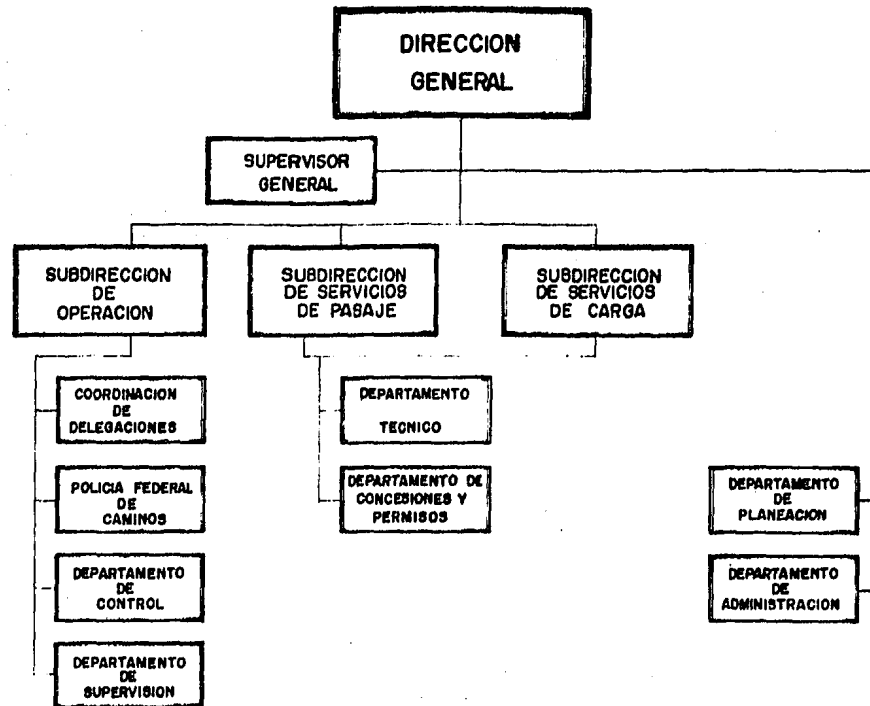 DIRECCION
GENERAL
SUPERVISOR
GENERAL
SUBDIRECCION
DE
OPERACION
SUBDIRECCION
DE SERVICIOS
DE PASAJE
SUBDIRECCION
DE SERVICIOS
DE CARGA
COORDINACION
DE
DELEGACIONES
DEPARTAMENTO
TECNICO
POLICIA FEDERAL
DE
CAMINOS
DEPARTAMENTO DE
CONCESIONES Y
PERMISOS
DEPARTAMENTO
DE
PLANEACION
DEPARTAMENTO
DE
CONTROL
DEPARTAMENTO
DE
ADMINISTRACION
DEPARTAMENTO
DE
SUPERVISION